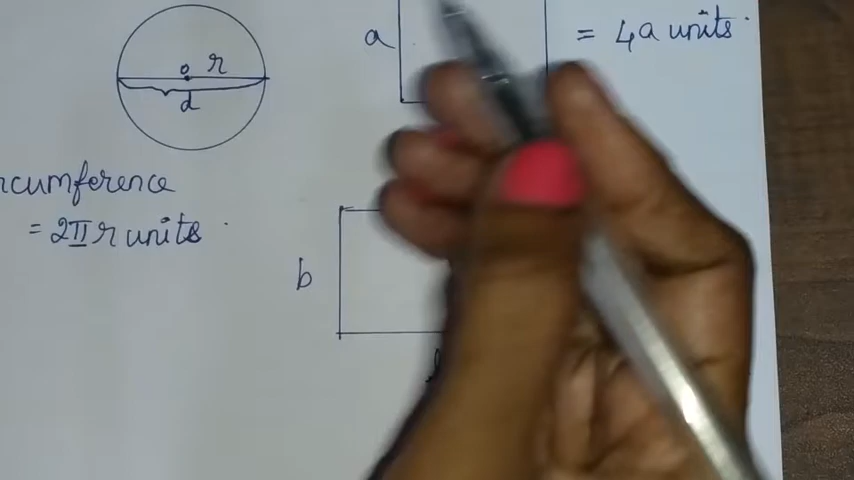 r
d
a
= 4a units
rcumference
= 2πr units
b